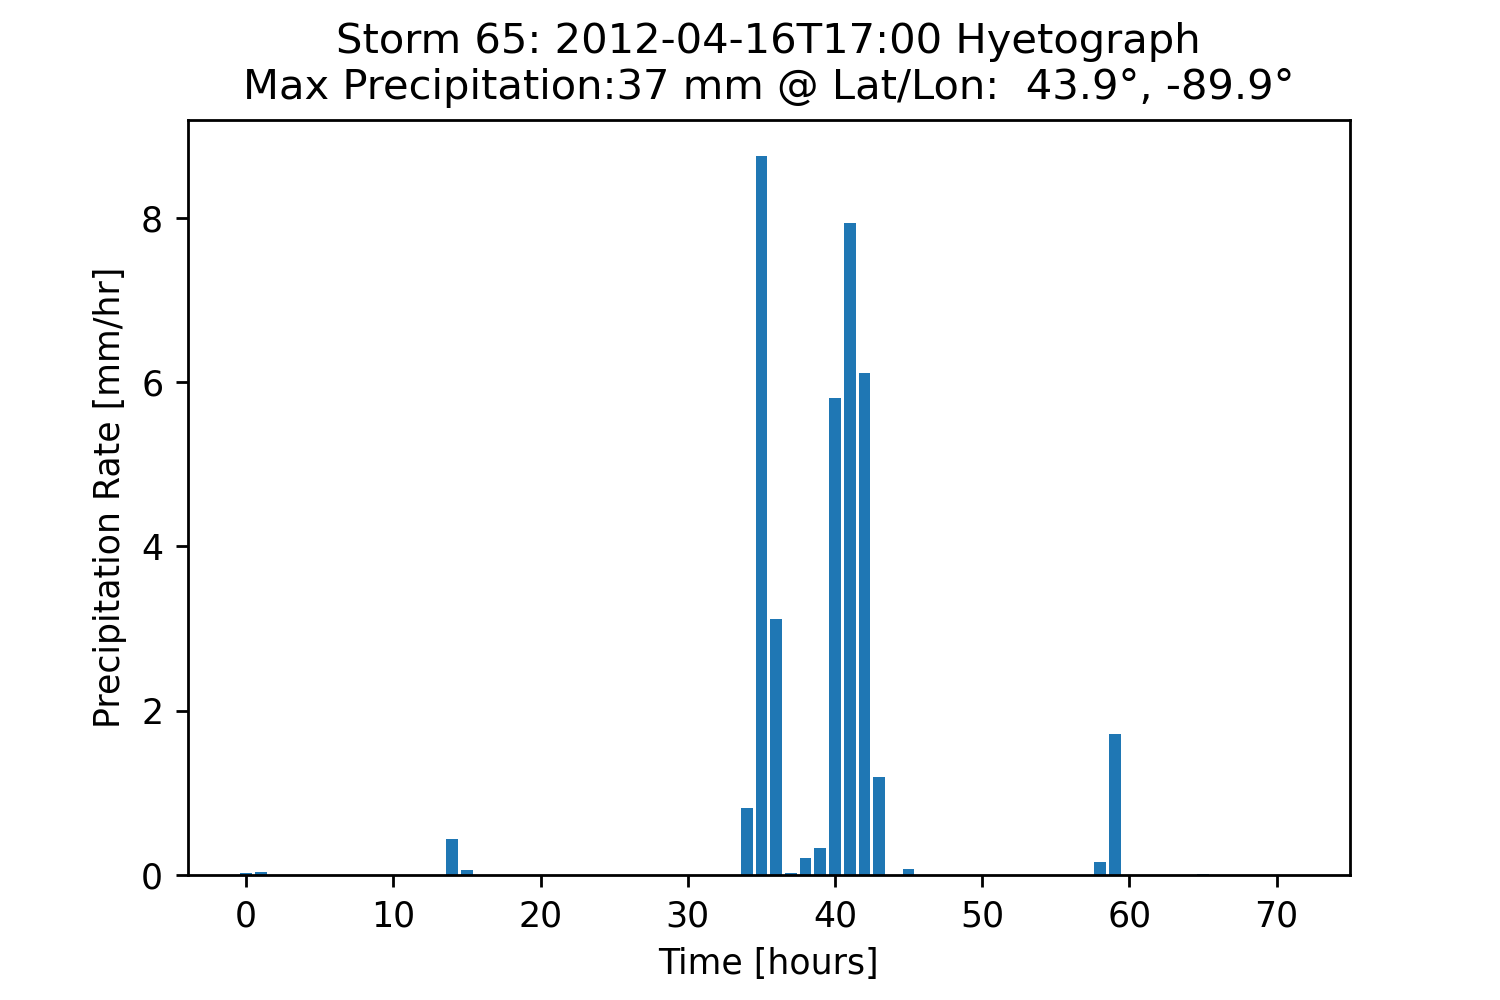 Storm 65: 2012-04-16T17:00 Hyetograph
Max Precipitation:37 mm @ Lat/Lon:  43.9°, -89.9°
Precipitation Rate [mm/hr]
8
6
4
2
0
0 10 20 30 40 50 60 70
Time [hours]